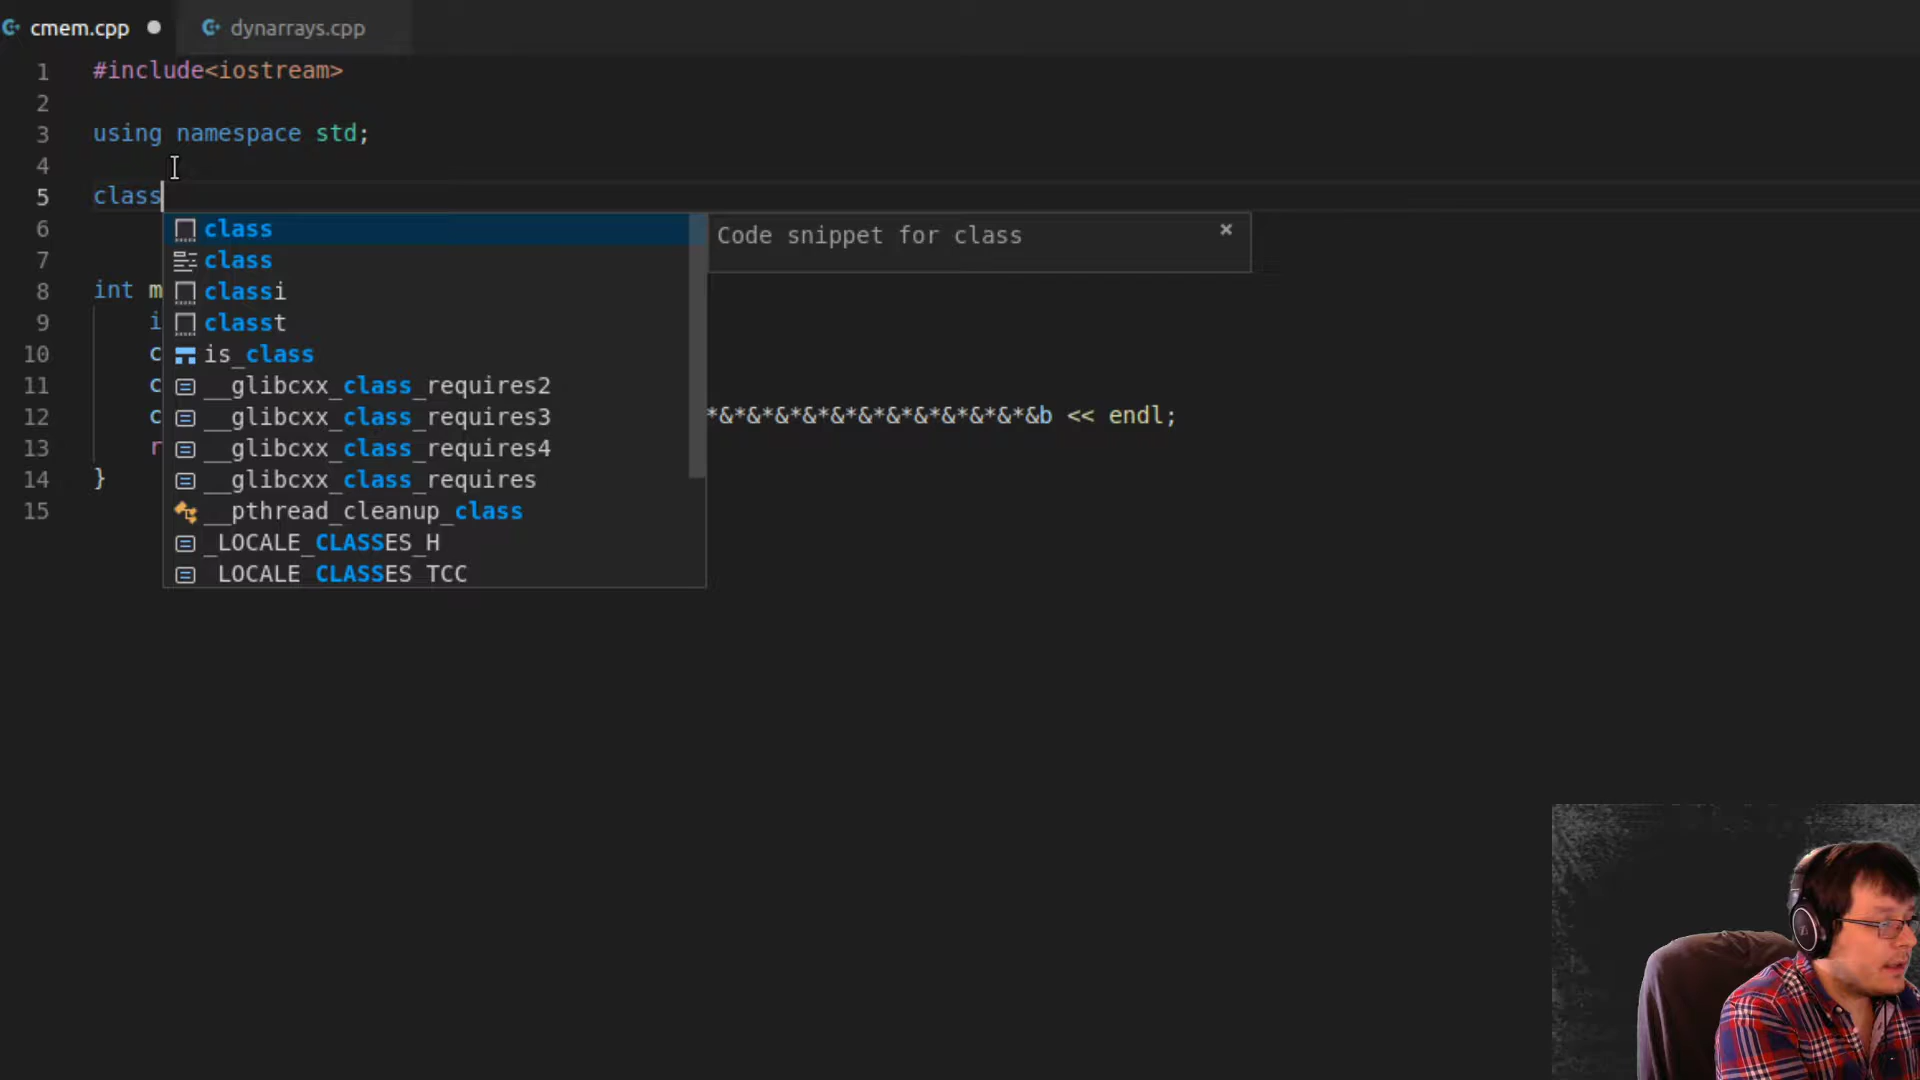 cmem.cpp
dynarrays.cpp
1 #include<iostream>
2
3 using namespace std;
4
5 class
6
7
8 int m
9 i
10 c
11 c
12 c *&*&*&*&*&*&*&*&*&*&*&*&b << endl;
13 r
14 }
15
class
class
classi
classt
is_class
__glibcxx_class_requires2
__glibcxx_class_requires3
__glibcxx_class_requires4
__glibcxx_class_requires
__pthread_cleanup_class
_LOCALE_CLASSES_H
_LOCALE_CLASSES_TCC
Code snippet for class